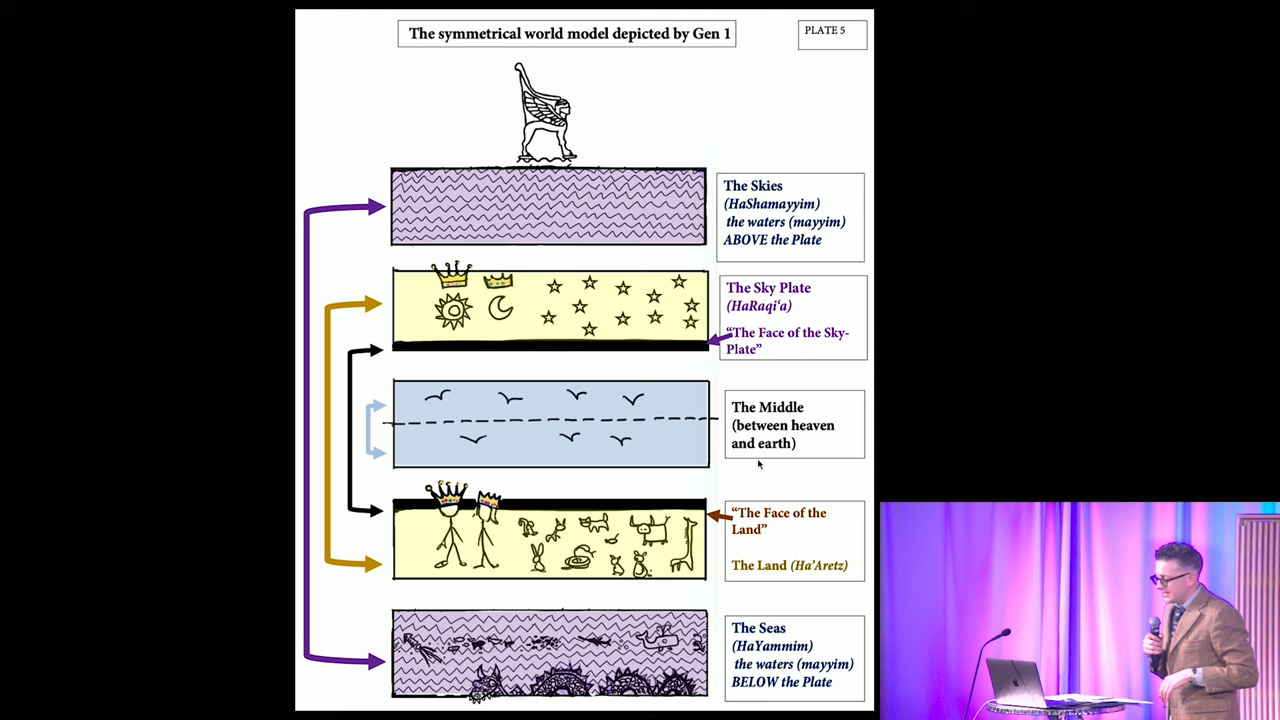 The symmetrical world model depicted by Gen 1
PLATE 5
The Skies
(HaShamayyim)
the waters (mayyim)
ABOVE the Plate
The Sky Plate
(HaRaqi‘a)
“The Face of the Sky-
Plate”
The Middle
(between heaven
and earth)
“The Face of the
Land”
The Land (Ha’Aretz)
The Seas
(HaYammim)
the waters (mayyim)
BELOW the Plate